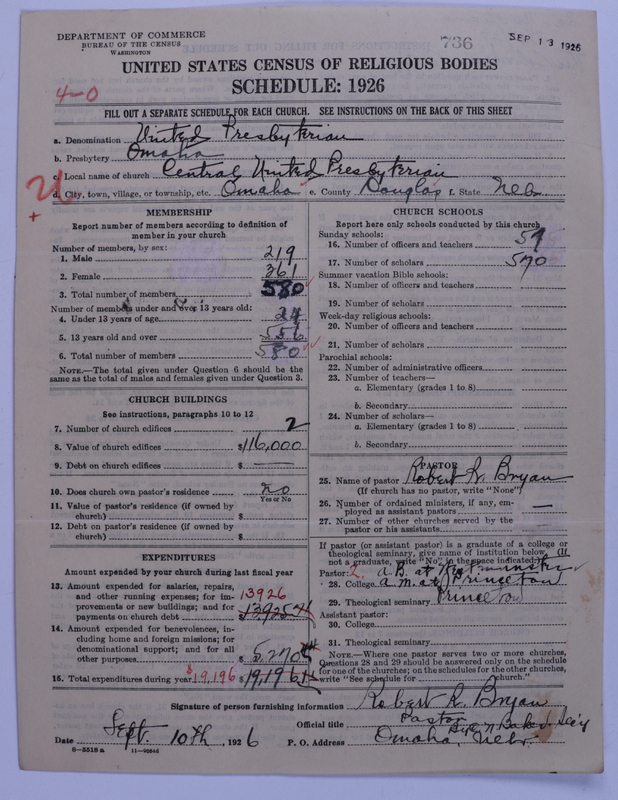 DEPARTMENT OF COMMERCE
BUREAU OF THE CENSUS
WASHINGTON
736
SEP 13 1926
UNITED STATES CENSUS OF RELIGIOUS BODIES
SCHEDULE: 1926
4-0
FILL OUT A SEPARATE SCHEDULE FOR EACH CHURCH. SEE INSTRUCTIONS ON THE BACK OF THIS SHEET
a. Denomination United Presbyterian
b. Presbytery Omaha
c. Local name of church Central United Presbyterian
d. City, town, village, or township, etc. Omaha e. County Douglas f. State Neb
MEMBERSHIP
Report number of members according to definition of member in your church
Number of members, by sex:
1. Male 219
2. Female 361
3. Total number of members 580
Number of members under and over 13 years old:
4. Under 13 years of age 24
5. 13 years old and over 556
6. Total number of members 580
NOTE.—The total given under Question 6 should be the same as the total of males and females given under Question 3.
CHURCH BUILDINGS
See instructions, paragraphs 10 to 12
7. Number of church edifices 2
8. Value of church edifices $116,000
9. Debt on church edifices $ —
10. Does church own pastor's residence no
Yes or No
11. Value of pastor's residence (if owned by church) $
12. Debt on pastor's residence (if owned by church) $
EXPENDITURES
Amount expended by your church during last fiscal year
13. Amount expended for salaries, repairs, and other running expenses; for improvements or new buildings; and for payments on church debt 13926
14. Amount expended for benevolences, including home and foreign missions; for denominational support; and for all other purposes $5,270
15. Total expenditures during year $19,196
CHURCH SCHOOLS
Report here only schools conducted by this church
Sunday schools:
16. Number of officers and teachers
17. Number of scholars 570
Summer vacation Bible schools:
18. Number of officers and teachers
19. Number of scholars
Week-day religious schools:
20. Number of officers and teachers
21. Number of scholars
Parochial schools:
22. Number of administrative officers
23. Number of teachers—
a. Elementary (grades 1 to 8)
b. Secondary
24. Number of scholars—
a. Elementary (grades 1 to 8)
b. Secondary
PASTOR
25. Name of pastor Robert R. Bryan
(If church has no pastor, write "None")
26. Number of ordained ministers, if any, employed as assistant pastors —
27. Number of other churches served by the pastor or his assistants
If pastor (or assistant pastor) is a graduate of a college or theological seminary, give name of institution below. (If not a graduate, write "No" in the space indicated)
Pastor: 2. A.B. at
28. College A.M. at Princeton
29. Theological seminary Princeton
Assistant pastor:
30. College
31. Theological seminary
NOTE.—Where one pastor serves two or more churches, Questions 28 and 29 should be answered only on the schedule for one of the churches; on the schedules for the other churches, write "See schedule for church."
Signature of person furnishing information Robert R. Bryan
Official title Pastor
Date Sept. 10th, 1926 P. O. Address Omaha, Nebr.
6-5518 a